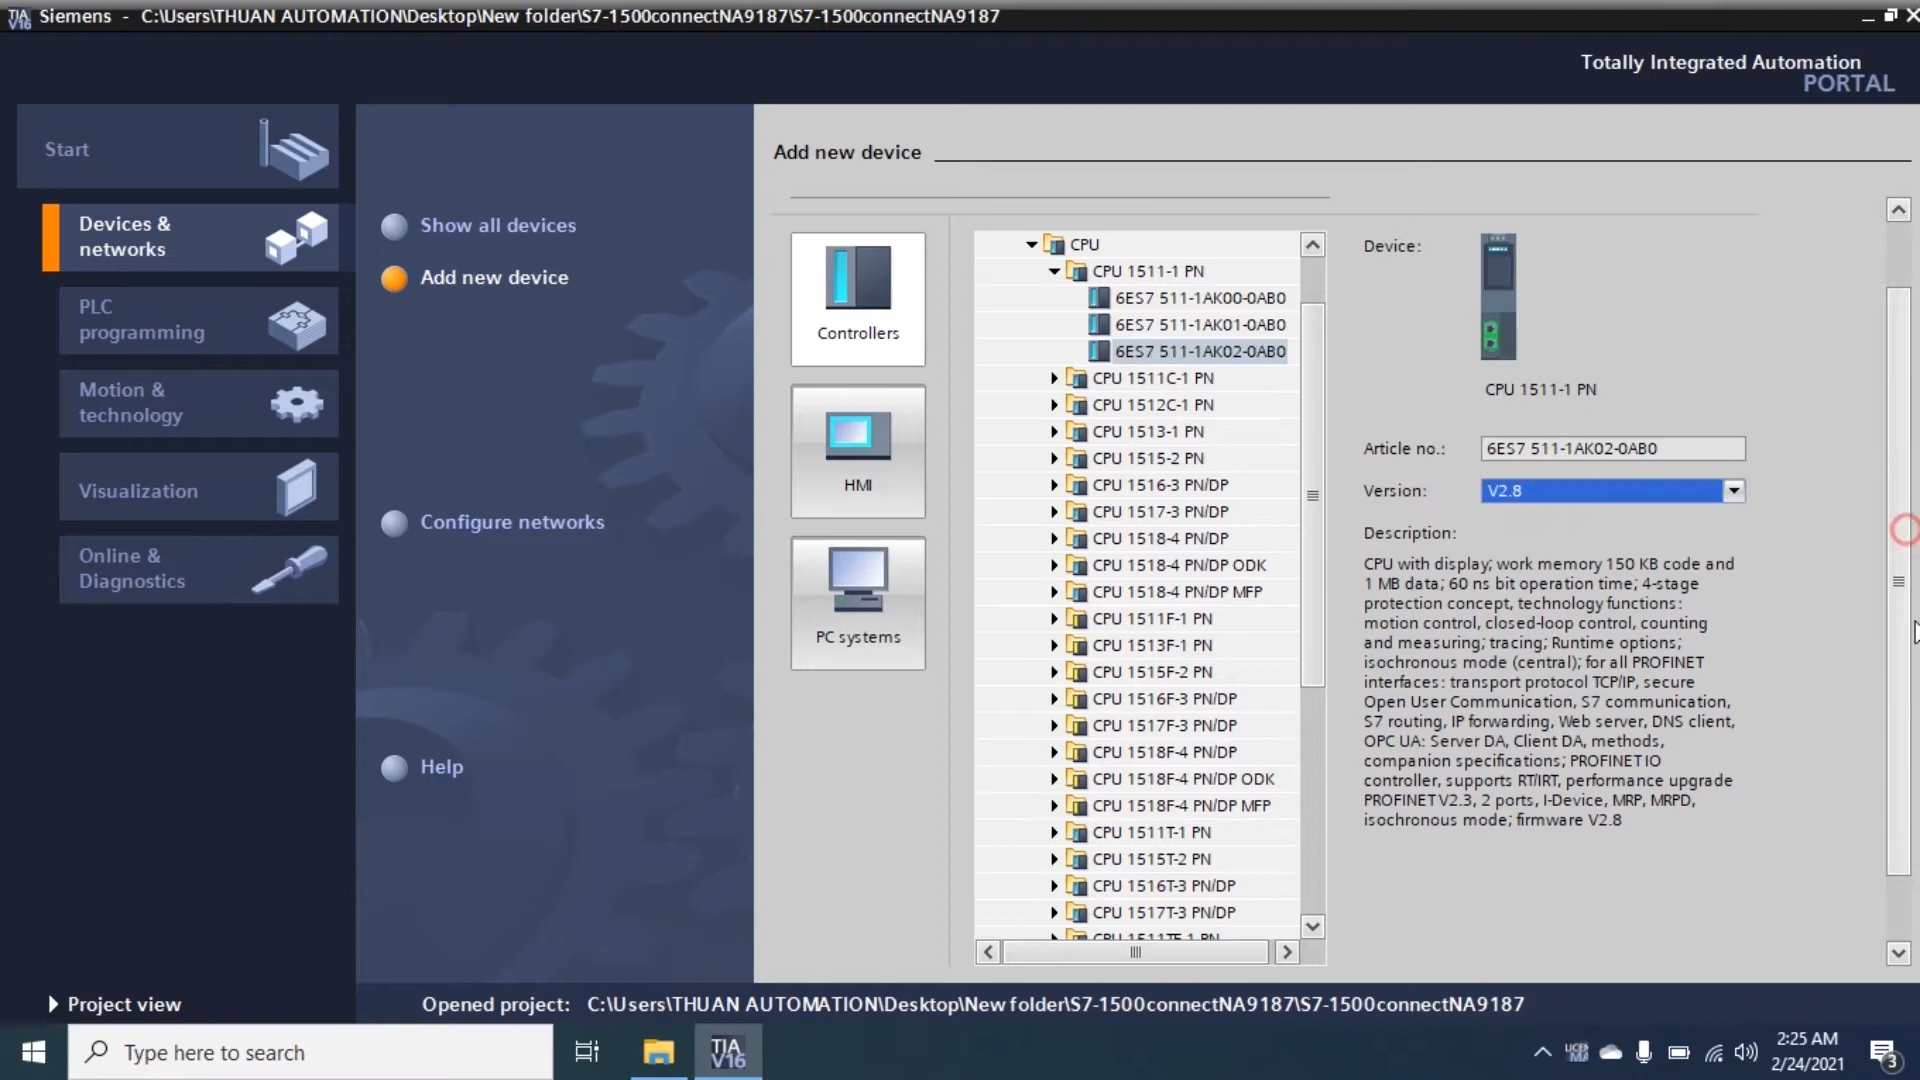 Siemens - C:\Users\THUAN AUTOMATION\Desktop\New folder\S7-1500connectNA9187\S7-1500connectNA9187
Totally Integrated Automation
PORTAL
Start
Devices &
networks
PLC
programming
Motion &
technology
Visualization
Online &
Diagnostics
Show all devices
Add new device
Configure networks
Help
Add new device
Controllers
HMI
PC systems
CPU
CPU 1511-1 PN
6ES7 511-1AK00-0AB0
6ES7 511-1AK01-0AB0
6ES7 511-1AK02-0AB0
CPU 1511C-1 PN
CPU 1512C-1 PN
CPU 1513-1 PN
CPU 1515-2 PN
CPU 1516-3 PN/DP
CPU 1517-3 PN/DP
CPU 1518-4 PN/DP
CPU 1518-4 PN/DP ODK
CPU 1518-4 PN/DP MFP
CPU 1511F-1 PN
CPU 1513F-1 PN
CPU 1515F-2 PN
CPU 1516F-3 PN/DP
CPU 1517F-3 PN/DP
CPU 1518F-4 PN/DP
CPU 1518F-4 PN/DP ODK
CPU 1518F-4 PN/DP MFP
CPU 1511T-1 PN
CPU 1515T-2 PN
CPU 1516T-3 PN/DP
CPU 1517T-3 PN/DP
CPU 1511TF-1 PN
Device:
CPU 1511-1 PN
Article no.: 6ES7 511-1AK02-0AB0
Version: V2.8
Description:
CPU with display; work memory 150 KB code and
1 MB data; 60 ns bit operation time; 4-stage
protection concept, technology functions:
motion control, closed-loop control, counting
and measuring; tracing; Runtime options;
isochronous mode (central); for all PROFINET
interfaces: transport protocol TCP/IP, secure
Open User Communication, S7 communication,
S7 routing, IP forwarding, Web server, DNS client,
OPC UA: Server DA, Client DA, methods,
companion specifications; PROFINET IO
controller, supports RT/IRT, performance upgrade
PROFINET V2.3, 2 ports, I-Device, MRP, MRPD,
isochronous mode; firmware V2.8
Project view
Opened project: C:\Users\THUAN AUTOMATION\Desktop\New folder\S7-1500connectNA9187\S7-1500connectNA9187
Type here to search
TIA
V16
2:25 AM
2/24/2021
3